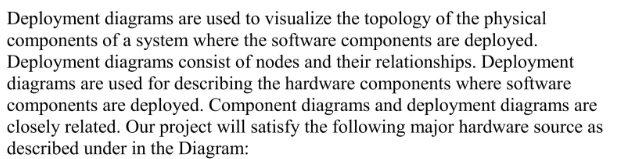 Deployment diagrams are used to visualize the topology of the physical
components of a system where the software components are deployed.
Deployment diagrams consist of nodes and their relationships. Deployment
diagrams are used for describing the hardware components where software
components are deployed. Component diagrams and deployment diagrams are
closely related. Our project will satisfy the following major hardware source as
described under in the Diagram: